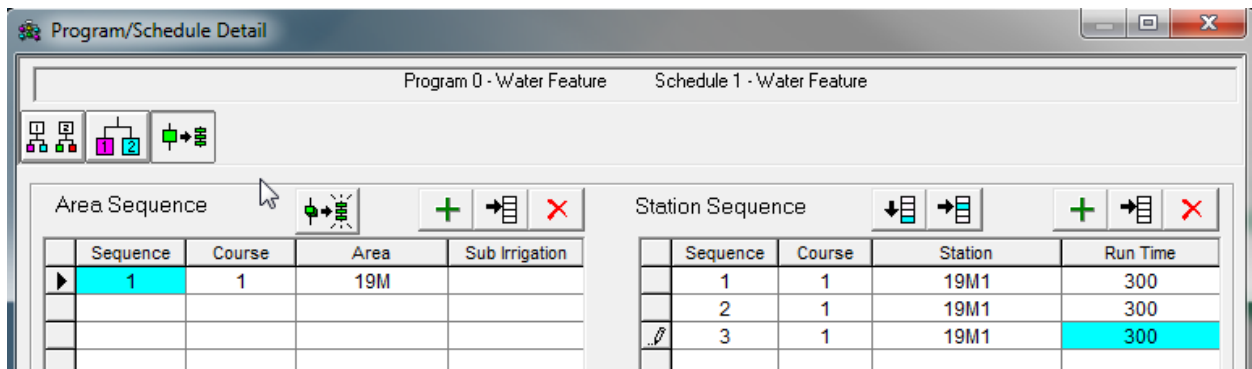 Program/Schedule Detail
Program 0 - Water Feature Schedule 1 - Water Feature
1 2
1 2
Area Sequence Station Sequence
Sequence Course Area Sub Irrigation Sequence Course Station Run Time
1 1 19M 1 1 19M1 300
2 1 19M1 300
3 1 19M1 300